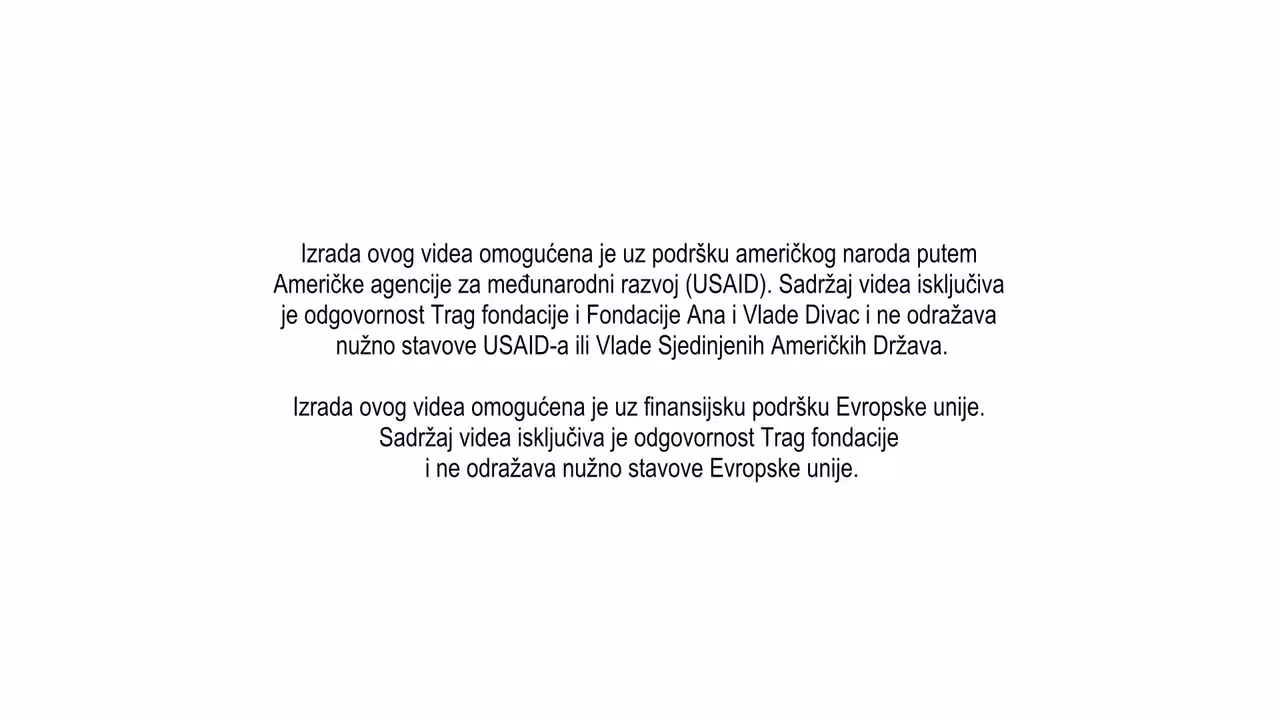 Izrada ovog videa omogućena je uz podršku američkog naroda putem
Američke agencije za međunarodni razvoj (USAID). Sadržaj videa isključiva
je odgovornost Trag fondacije i Fondacije Ana i Vlade Divac i ne odražava
nužno stavove USAID-a ili Vlade Sjedinjenih Američkih Država.
Izrada ovog videa omogućena je uz finansijsku podršku Evropske unije.
Sadržaj videa isključiva je odgovornost Trag fondacije
i ne odražava nužno stavove Evropske unije.